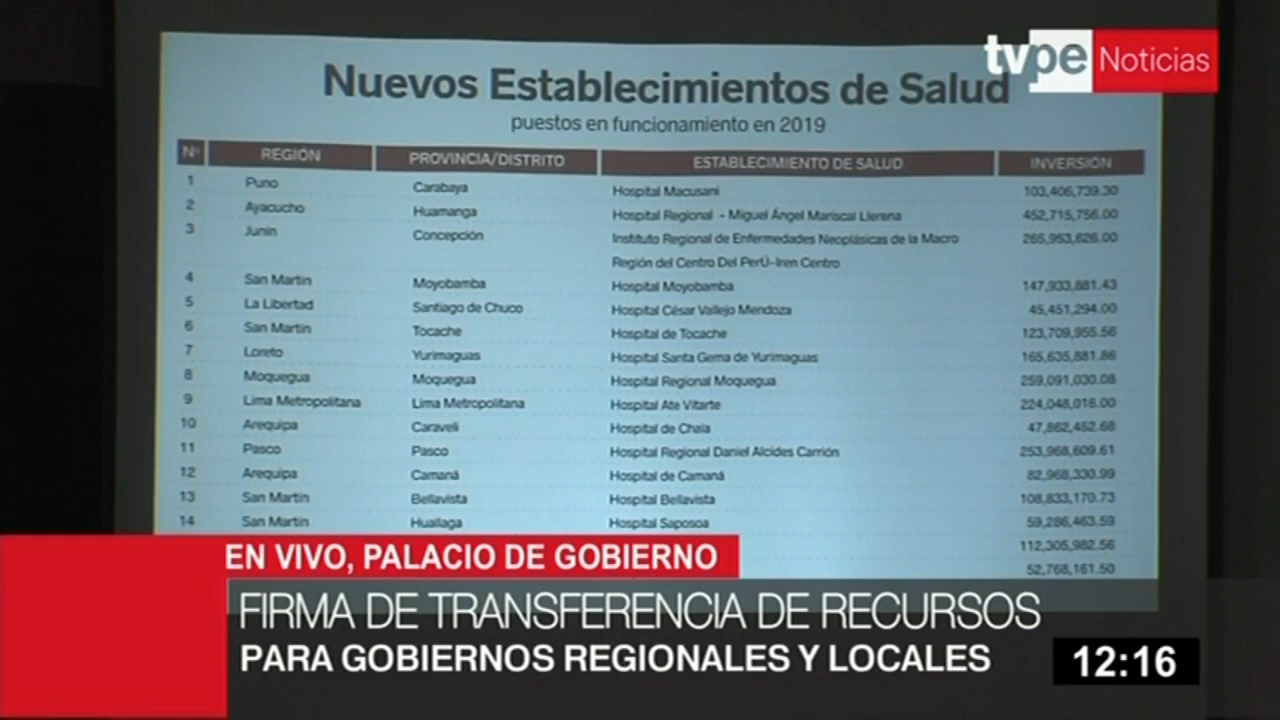 tvpe Noticias
Nuevos Establecimientos de Salud
puestos en funcionamiento en 2019
Nº REGIÓN PROVINCIA/DISTRITO ESTABLECIMIENTO DE SALUD INVERSIÓN
1 Puno Carabaya Hospital Macusani 103,406,739.30
2 Ayacucho Huamanga Hospital Regional - Miguel Ángel Mariscal Llerena 452,715,756.00
3 Junín Concepción Instituto Regional de Enfermedades Neoplásicas de la Macro 265,953,626.00
Región del Centro Del PerÚ-Iren Centro
4 San Martín Moyobamba Hospital Moyobamba 147,933,881.43
5 La Libertad Santiago de Chuco Hospital César Vallejo Mendoza 45,451,294.00
6 San Martín Tocache Hospital de Tocache 123,709,955.56
7 Loreto Yurimaguas Hospital Santa Gema de Yurimaguas 165,635,881.86
8 Moquegua Moquegua Hospital Regional Moquegua 259,091,030.08
9 Lima Metropolitana Lima Metropolitana Hospital Ate Vitarte 224,048,016.00
10 Arequipa Caravelí Hospital de Chala 47,862,452.68
11 Pasco Pasco Hospital Regional Daniel Alcides Carrión 253,968,609.61
12 Arequipa Camaná Hospital de Camaná 82,968,330.99
13 San Martín Bellavista Hospital Bellavista 108,833,170.73
14 San Martín Huallaga Hospital Saposoa 59,286,463.59
112,305,982.56
52,768,161.50
EN VIVO, PALACIO DE GOBIERNO
FIRMA DE TRANSFERENCIA DE RECURSOS
PARA GOBIERNOS REGIONALES Y LOCALES
12:16